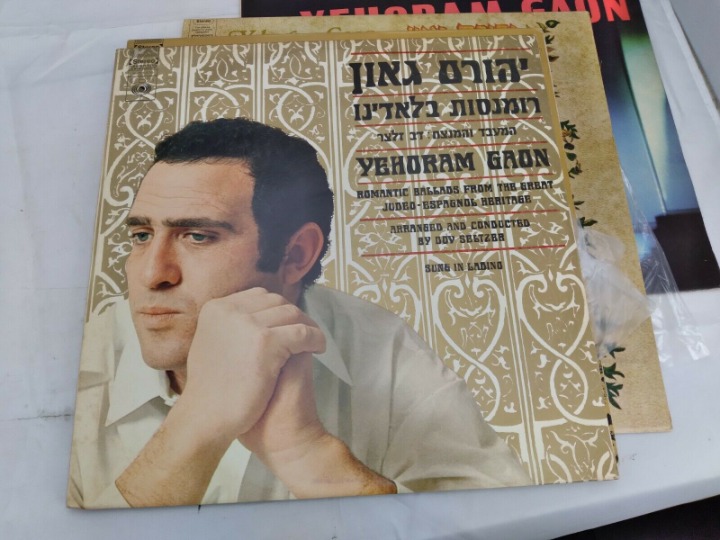 YEHORAM GAON
יהורם גאון
רומנסות בלאדינו
המעבד והמנצח: דב זלצר
YEHORAM GAON
ROMANTIC BALLADS FROM THE GREAT
JUDEO-ESPAGNOL HERITAGE
ARRANGED AND CONDUCTED
BY DOV SELTZER
SUNG IN LADINO